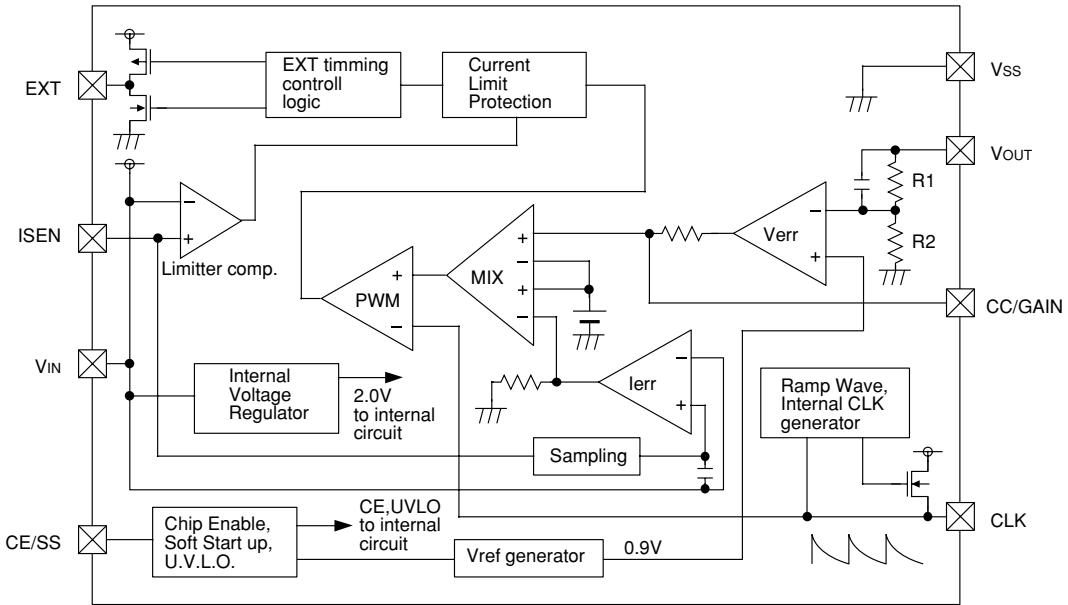 EXT
EXT timming
controll
logic
Current
Limit
Protection
VSS
VOUT
R1
R2
ISEN
−
+
Limitter comp.
PWM
+
−
MIX
+
−
+
−
Verr
−
+
CC/GAIN
VIN
Internal
Voltage
Regulator
2.0V
to internal
circuit
Ierr
−
+
Sampling
Ramp Wave,
Internal CLK
generator
CE/SS
Chip Enable,
Soft Start up,
U.V.L.O.
CE,UVLO
to internal
circuit
Vref generator
0.9V
CLK